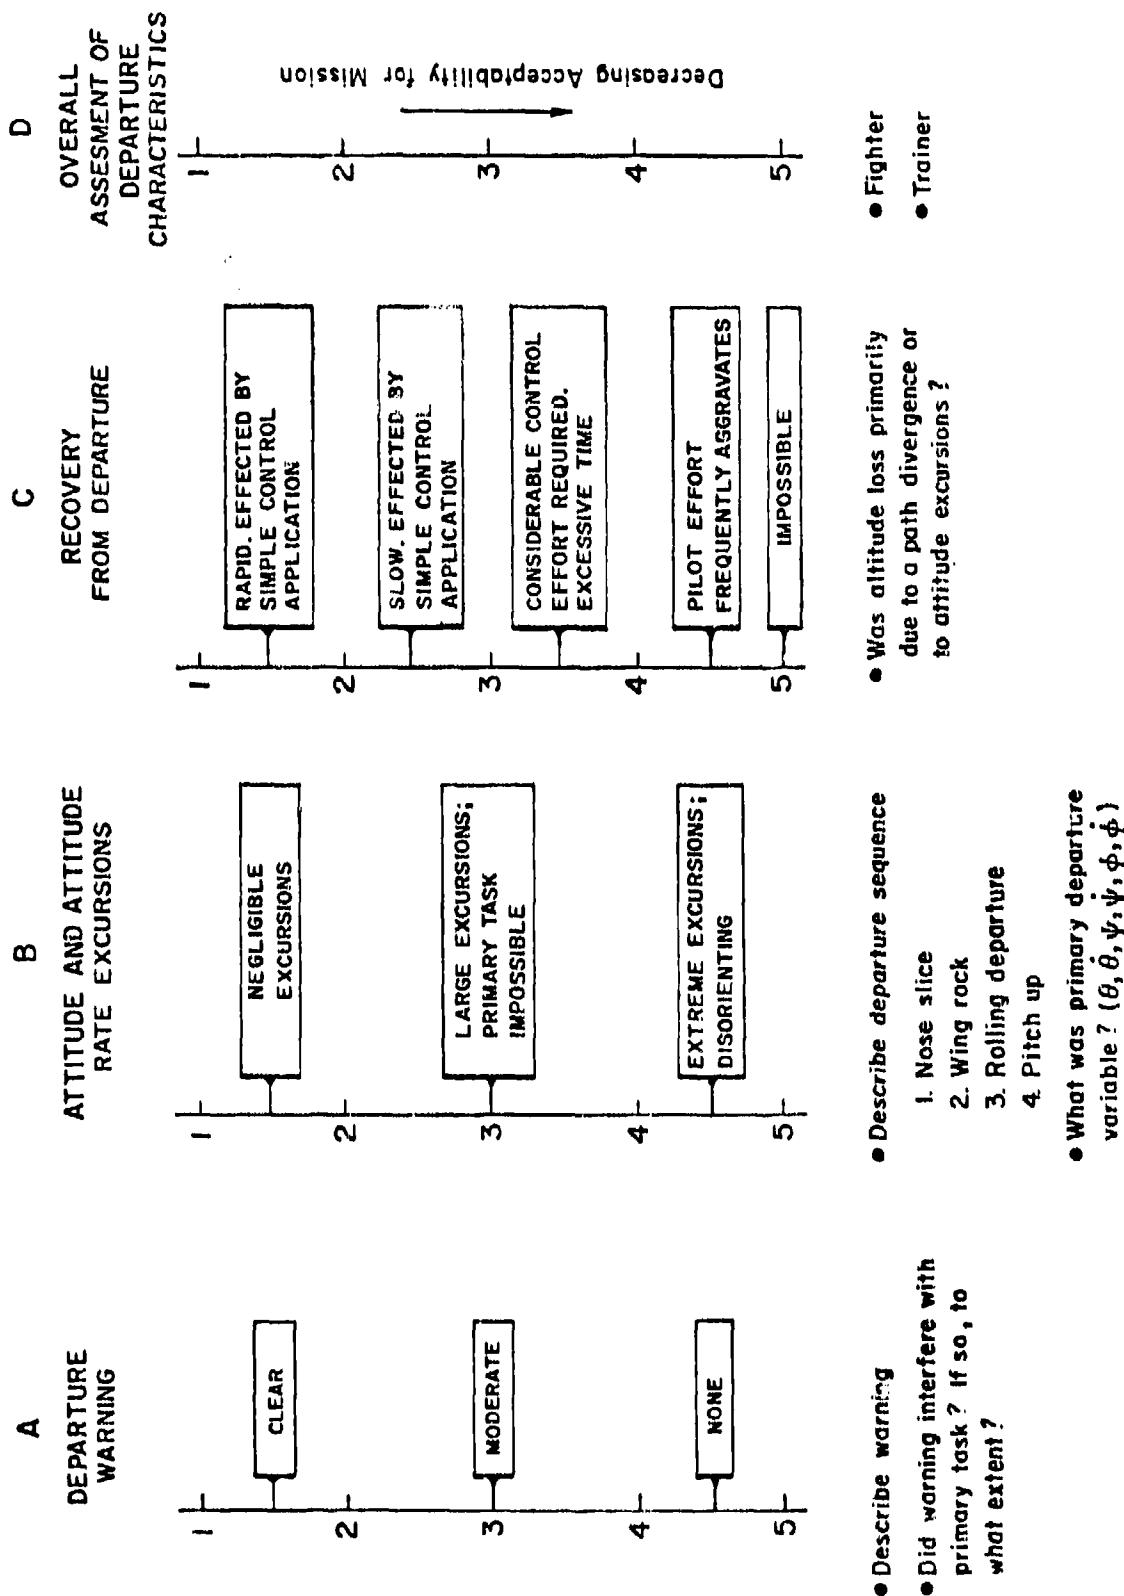 A
DEPARTURE
WARNING
1
2
3
4
5
CLEAR
MODERATE
NONE
• Describe warning
• Did warning interfere with
primary task? If so, to
what extent?
B
ATTITUDE AND ATTITUDE
RATE EXCURSIONS
1
2
3
4
5
NEGLIGIBLE
EXCURSIONS
LARGE EXCURSIONS;
PRIMARY TASK
IMPOSSIBLE
EXTREME EXCURSIONS;
DISORIENTING
• Describe departure sequence
1. Nose slice
2. Wing rock
3. Rolling departure
4. Pitch up
• What was primary departure
variable? (θ, θ̇, ψ, ψ̇, φ, φ̇)
C
RECOVERY
FROM DEPARTURE
1
2
3
4
5
RAPID. EFFECTED BY
SIMPLE CONTROL
APPLICATION
SLOW. EFFECTED BY
SIMPLE CONTROL
APPLICATION
CONSIDERABLE CONTROL
EFFORT REQUIRED.
EXCESSIVE TIME
PILOT EFFORT
FREQUENTLY AGGRAVATES
IMPOSSIBLE
• Was altitude loss primarily
due to a path divergence or
to attitude excursions?
D
OVERALL
ASSESMENT OF
DEPARTURE
CHARACTERISTICS
1
2
3
4
5
Decreasing Acceptability for Mission
• Fighter
• Trainer